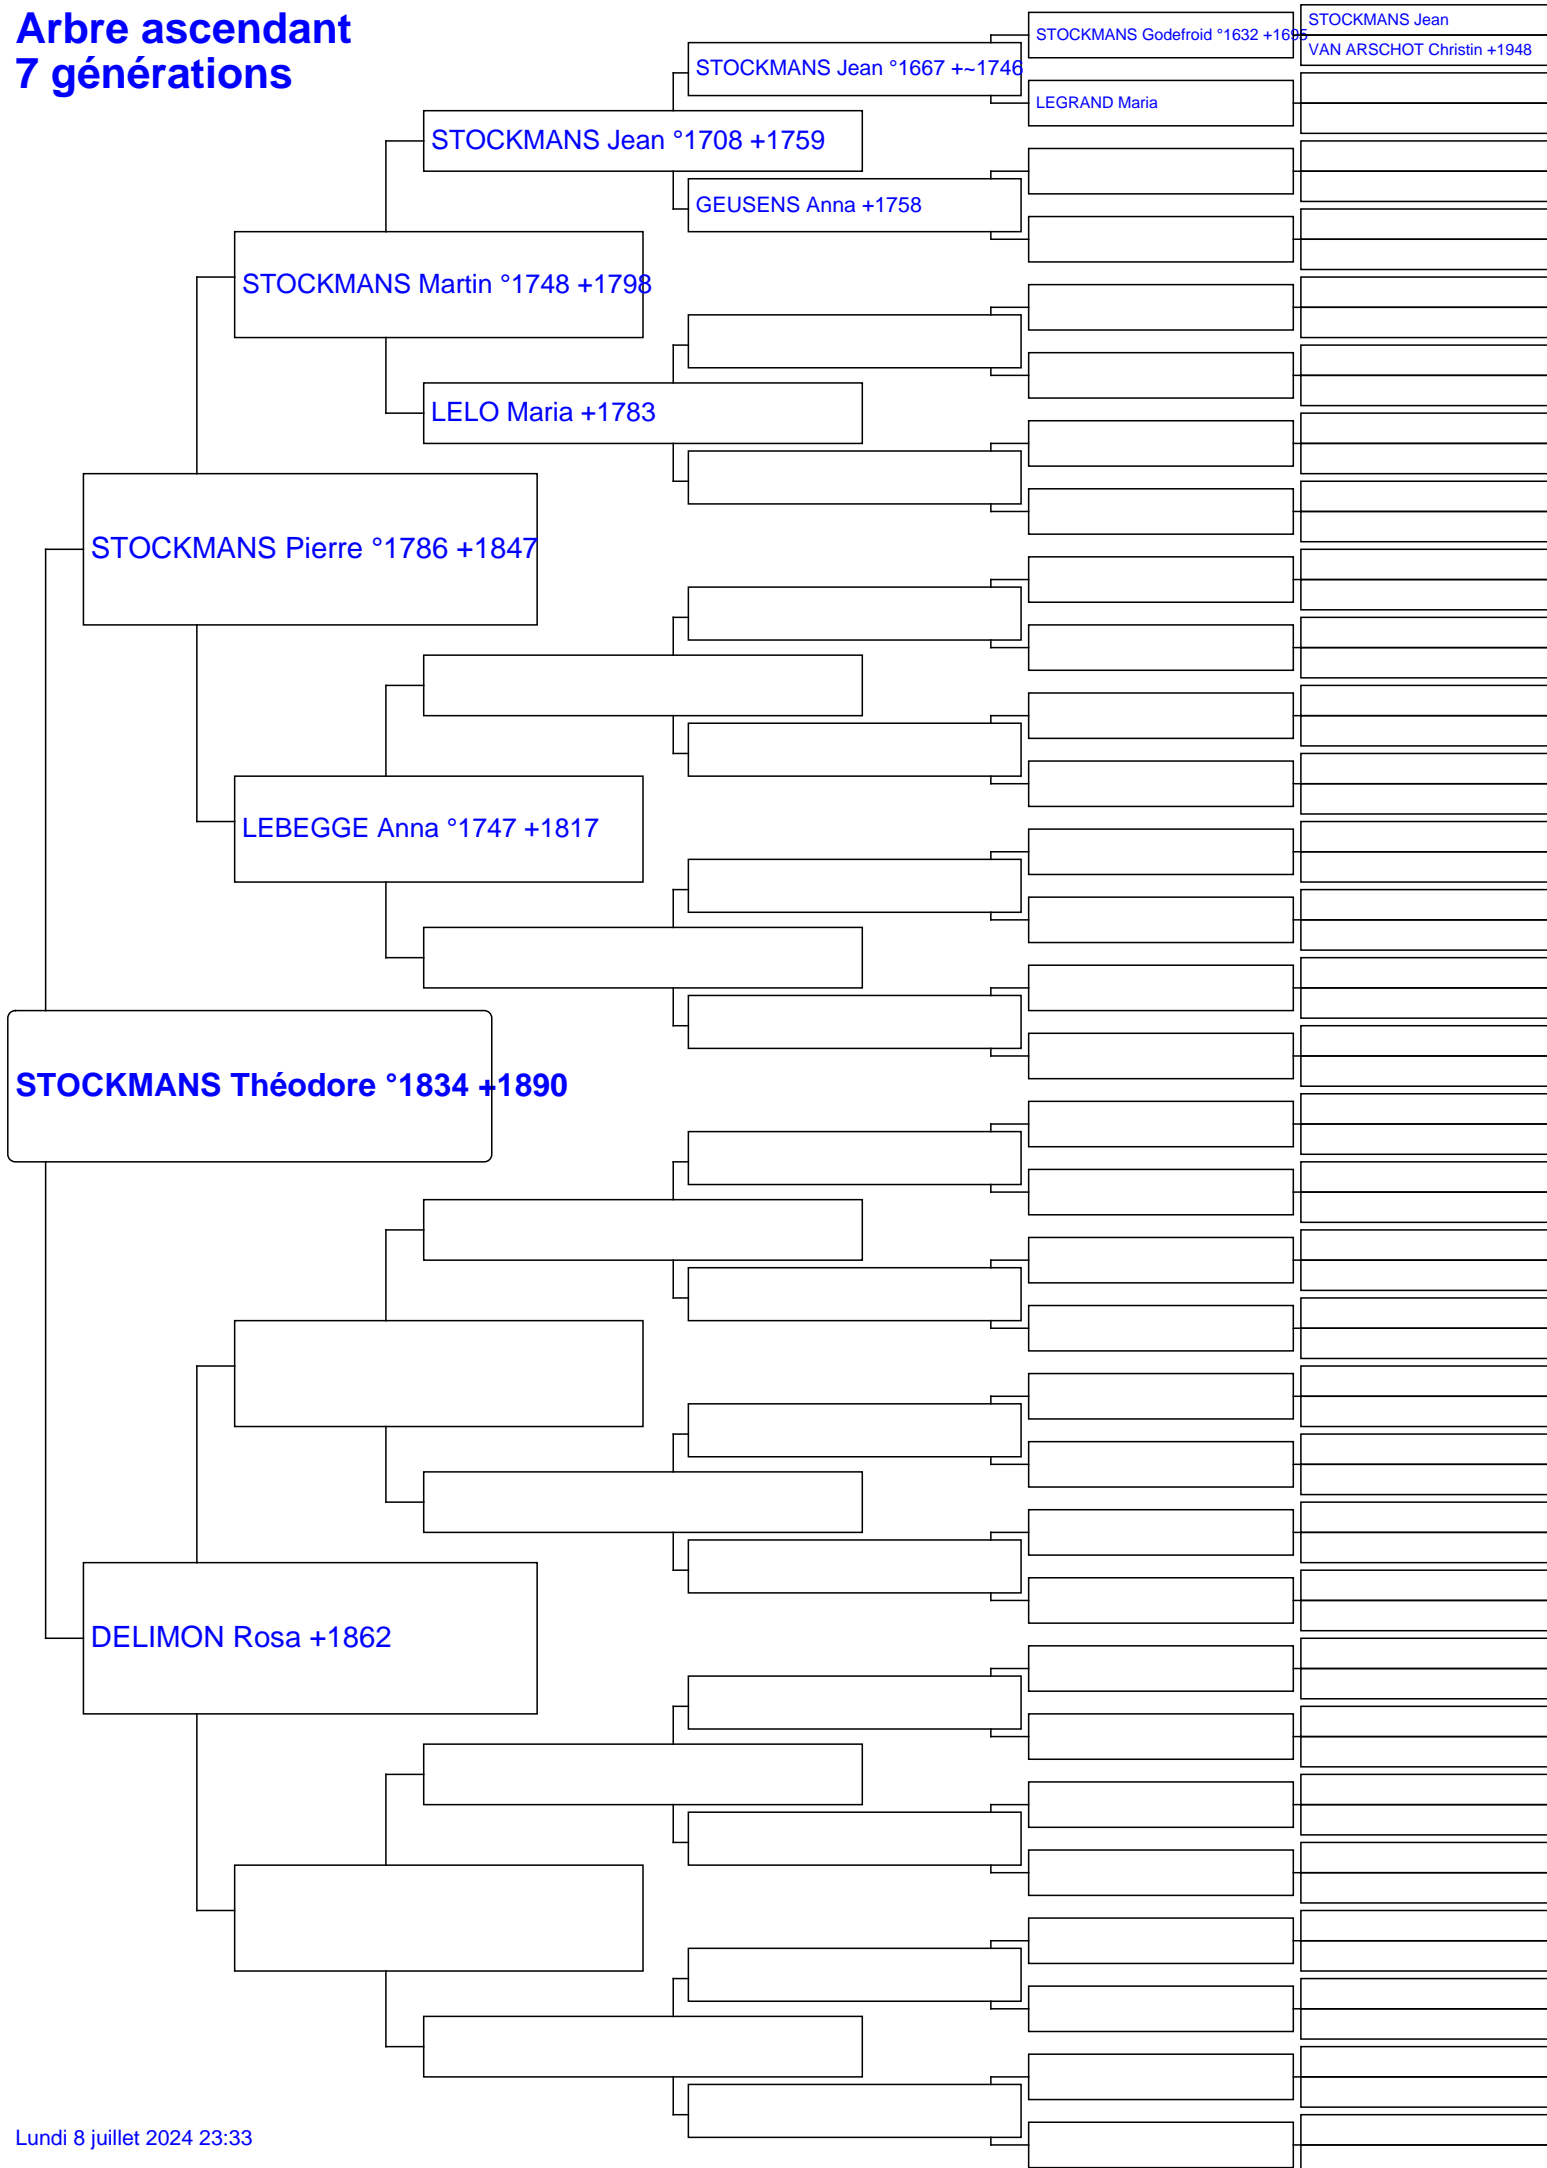 Arbre ascendant
7 générations
STOCKMANS Jean
VAN ARSCHOT Christin +1948
STOCKMANS Godefroid °1632 +1695
LEGRAND Maria
STOCKMANS Jean °1667 +~1746
STOCKMANS Jean °1708 +1759
GEUSENS Anna +1758
STOCKMANS Martin °1748 +1798
LELO Maria +1783
STOCKMANS Pierre °1786 +1847
LEBEGGE Anna °1747 +1817
STOCKMANS Théodore °1834 +1890
DELIMON Rosa +1862
Lundi 8 juillet 2024 23:33